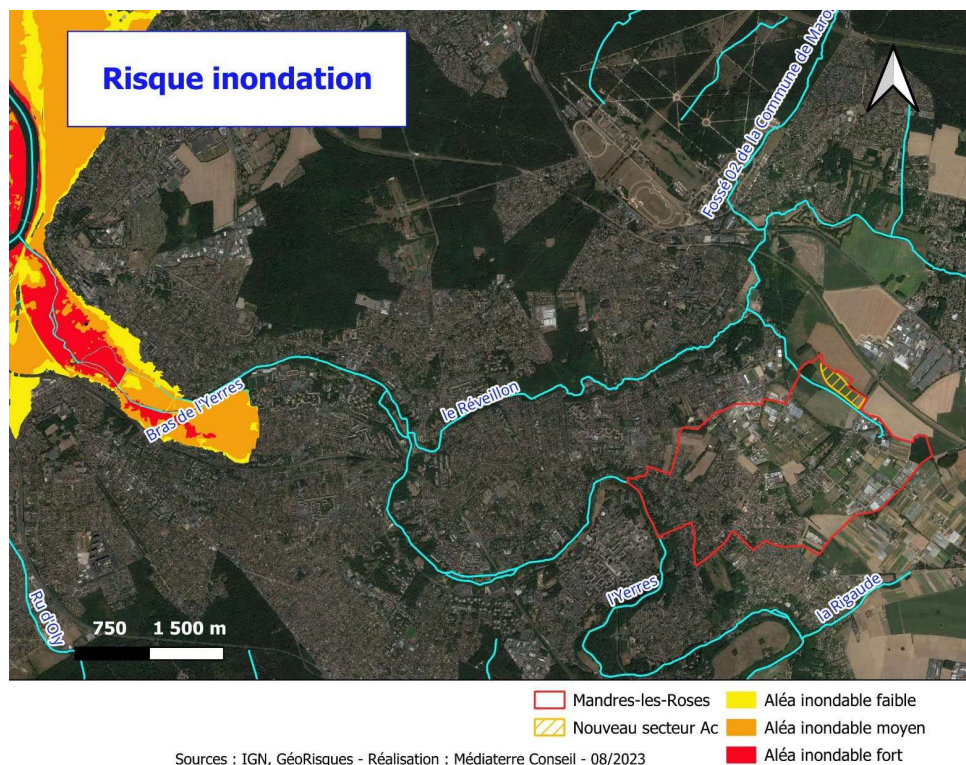 Risque inondation
Fossé 02 de la Commune de Maro
Bras de l'Yerres
le Réveillon
l'Yerres
la Rigaude
Ru d'Oly
750 1 500 m
Mandres-les-Roses
Nouveau secteur Ac
Aléa inondable faible
Aléa inondable moyen
Aléa inondable fort
Sources : IGN, GéoRisques - Réalisation : Médiaterre Conseil - 08/2023